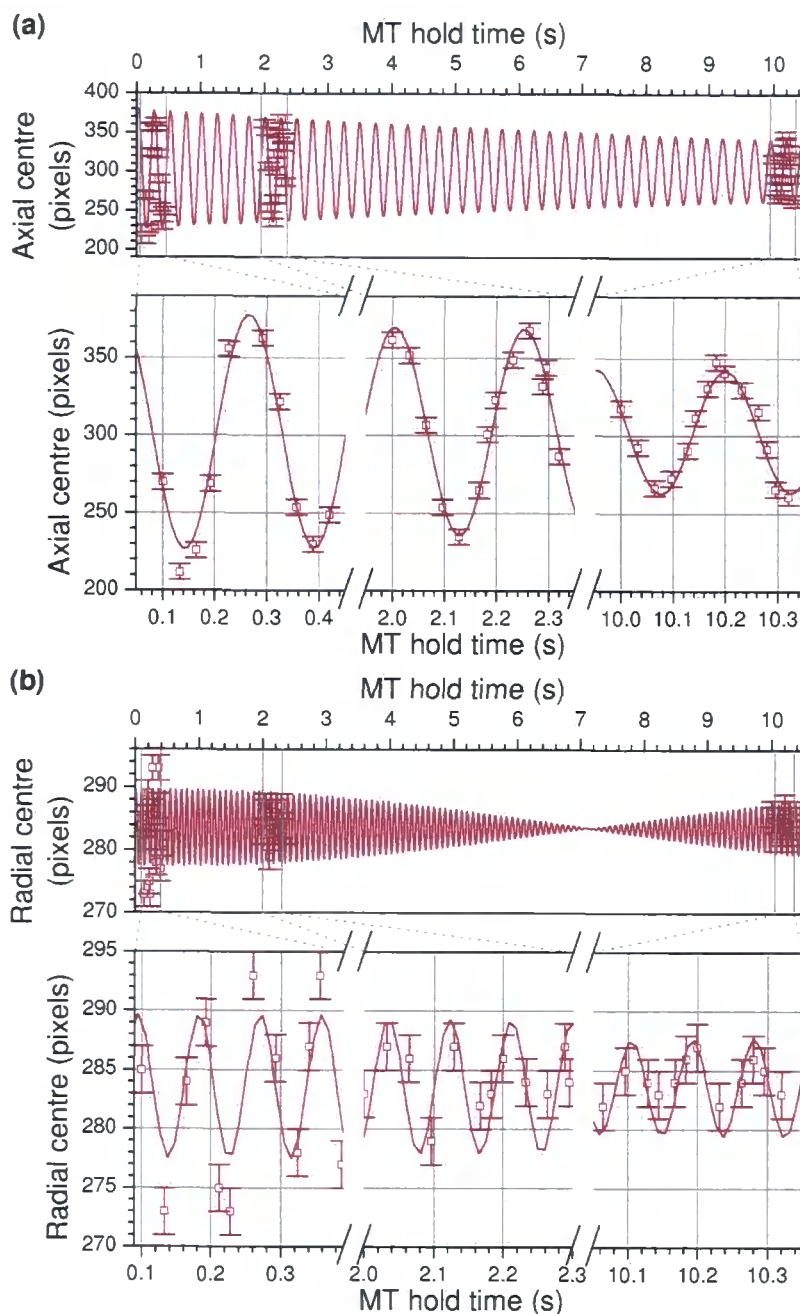 (a)
MT hold time (s)
0 1 2 3 4 5 6 7 8 9 10
Axial centre
(pixels)
400
350
300
250
200
Axial centre (pixels)
350
300
250
200
0.1 0.2 0.3 0.4 2.0 2.1 2.2 2.3 10.0 10.1 10.2 10.3
MT hold time (s)
(b)
MT hold time (s)
0 1 2 3 4 5 6 7 8 9 10
Radial centre
(pixels)
290
280
270
Radial centre (pixels)
295
290
285
280
275
270
0.1 0.2 0.3 2.0 2.1 2.2 2.3 10.1 10.2 10.3
MT hold time (s)